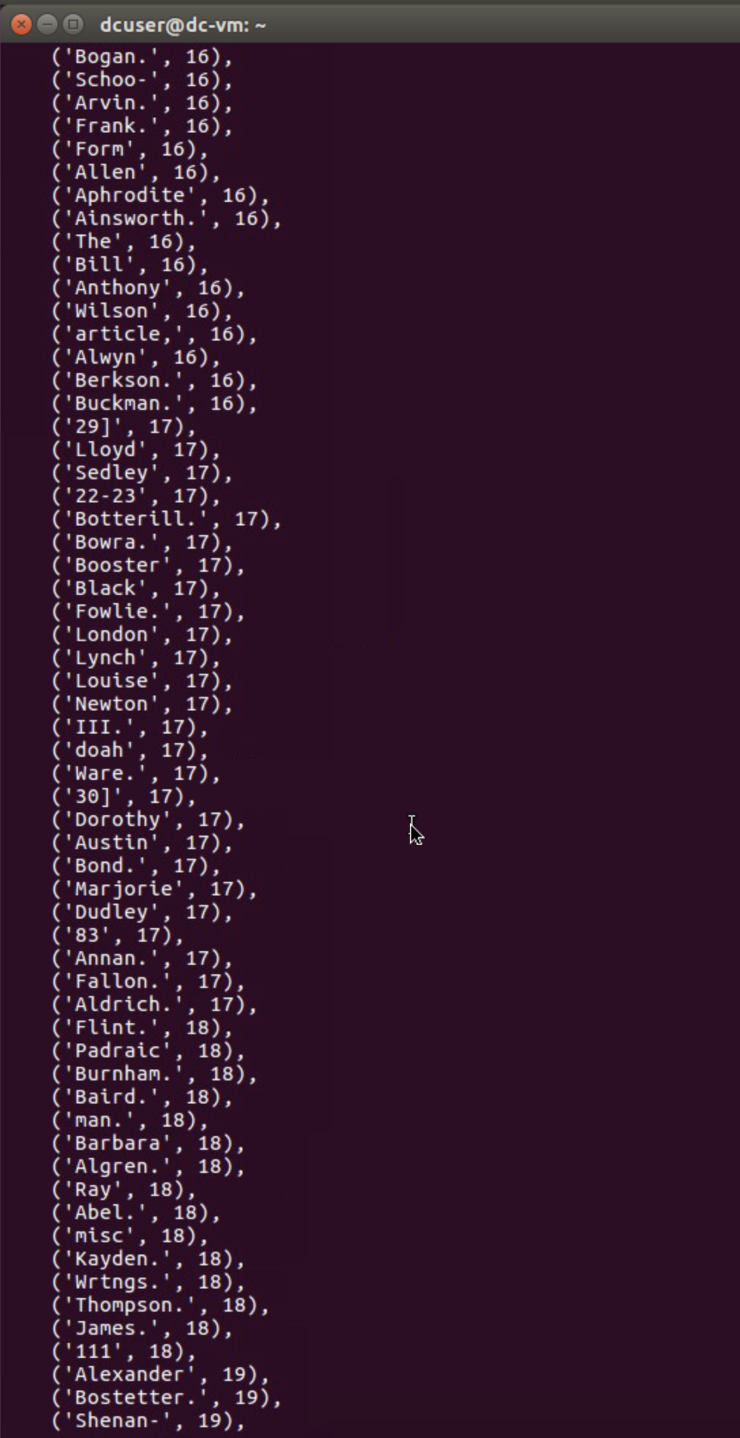 dcuser@dc-vm: ~
('Bogan.', 16),
('Schoo-', 16),
('Arvin.', 16),
('Frank.', 16),
('Form', 16),
('Allen', 16),
('Aphrodite', 16),
('Ainsworth.', 16),
('The', 16),
('Bill', 16),
('Anthony', 16),
('Wilson', 16),
('article,', 16),
('Alwyn', 16),
('Berkson.', 16),
('Buckman.', 16),
('29]', 17),
('Lloyd', 17),
('Sedley', 17),
('22-23', 17),
('Botterill.', 17),
('Bowra.', 17),
('Booster', 17),
('Black', 17),
('Fowlie.', 17),
('London', 17),
('Lynch', 17),
('Louise', 17),
('Newton', 17),
('III.', 17),
('doah', 17),
('Ware.', 17),
('30]', 17),
('Dorothy', 17),
('Austin', 17),
('Bond.', 17),
('Marjorie', 17),
('Dudley', 17),
('83', 17),
('Annan.', 17),
('Fallon.', 17),
('Aldrich.', 17),
('Flint.', 18),
('Padraic', 18),
('Burnham.', 18),
('Baird.', 18),
('man.', 18),
('Barbara', 18),
('Algren.', 18),
('Ray', 18),
('Abel.', 18),
('misc', 18),
('Kayden.', 18),
('Wrtngs.', 18),
('Thompson.', 18),
('James.', 18),
('111', 18),
('Alexander', 19),
('Bostetter.', 19),
('Shenan-', 19),